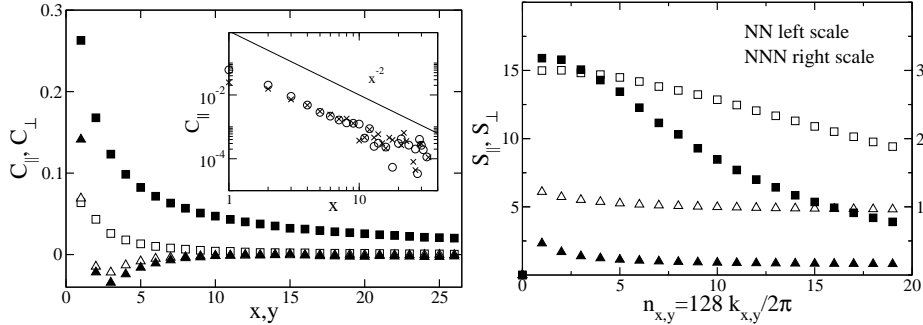 0.3
0.2
0.1
0
C∥, C⊥
0 5 10 15 20 25
x,y
10⁻²
10⁻⁴
C∥
1 10
x
x⁻²
NN left scale
NNN right scale
15
10
5
S∥, S⊥
3
2
1
0 5 10 15 20
n_{x,y}=128 k_{x,y}/2π